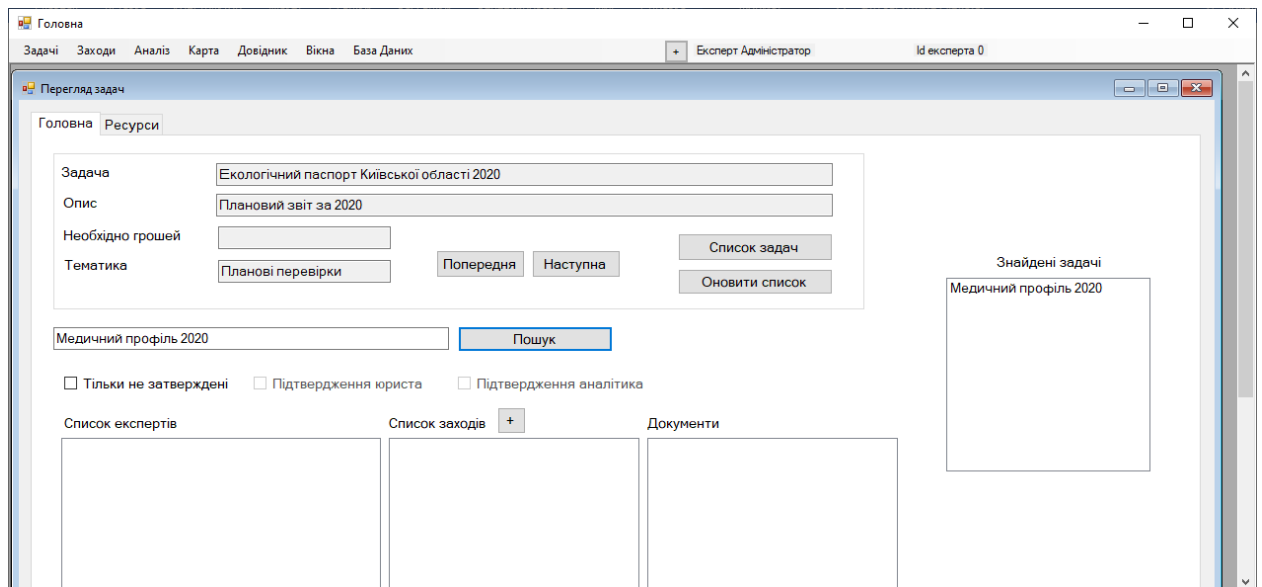 Головна
Задачі Заходи Аналіз Карта Довідник Вікна База Даних + Експерт Адміністратор Id експерта 0
Перегляд задач
Головна Ресурси
Задача Екологічний паспорт Київської області 2020
Опис Плановий звіт за 2020
Необхідно грошей
Тематика Планові перевірки
Попередня Наступна
Список задач
Оновити список
Знайдені задачі
Медичний профіль 2020
Медичний профіль 2020 Пошук
Тільки не затверждені Підтвердження юриста Підтвердження аналітика
Список експертів Список заходів + Документи